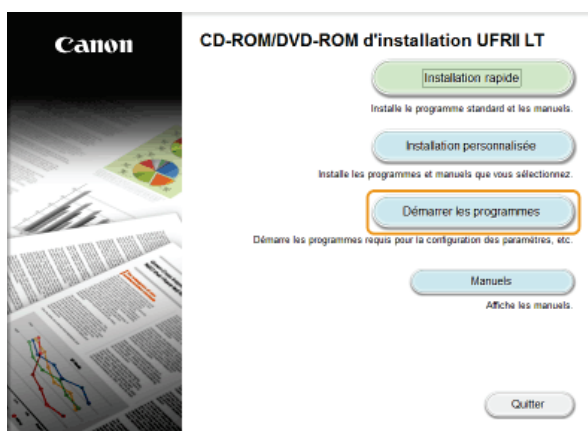 Canon
CD-ROM/DVD-ROM d'installation UFRII LT
Installation rapide
Installe le programme standard et les manuels.
Installation personnalisée
Installe les programmes et manuels que vous sélectionnez.
Démarrer les programmes
Démarre les programmes requis pour la configuration des paramètres, etc.
Manuels
Affiche les manuels.
Quitter